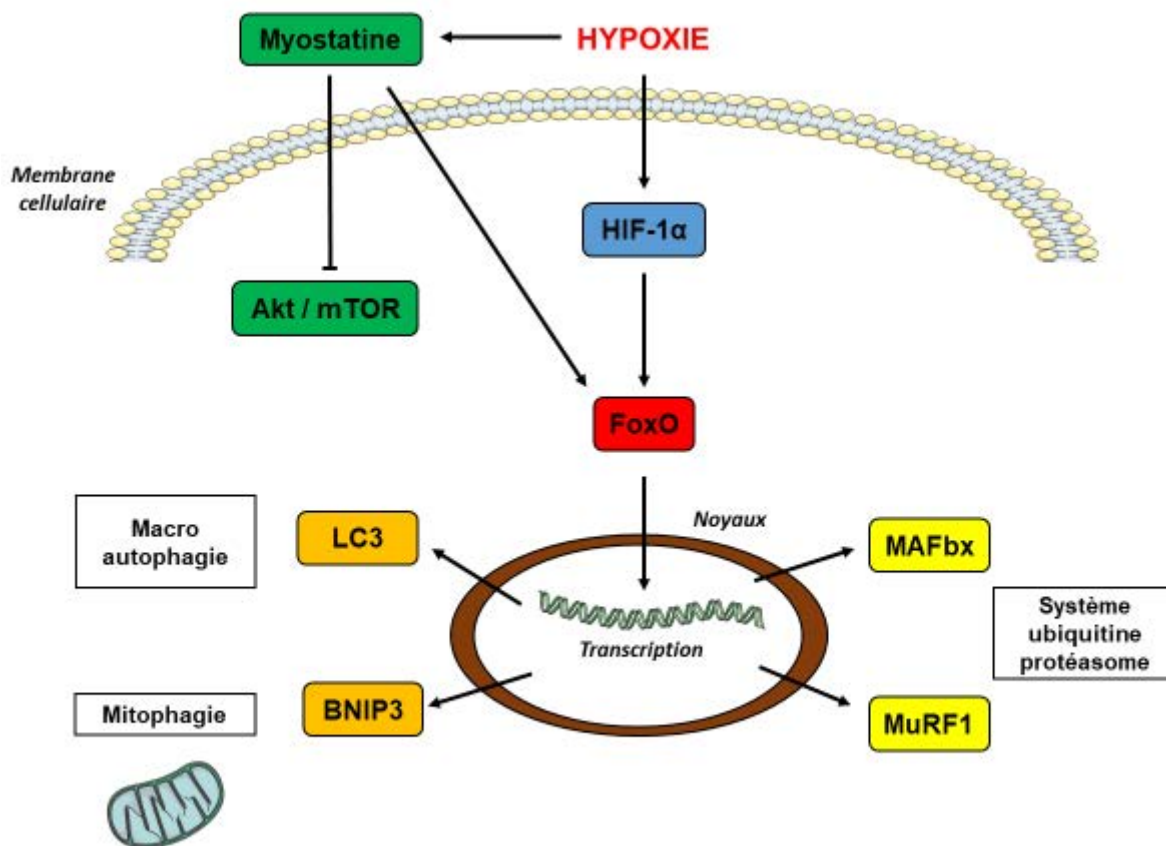 Myostatine
HYPOXIE
Membrane
cellulaire
HIF-1α
Akt / mTOR
FoxO
Macro
autophagie
LC3
Noyaux
MAFbx
Transcription
Système
ubiquitine
protéasome
Mitophagie
BNIP3
MuRF1